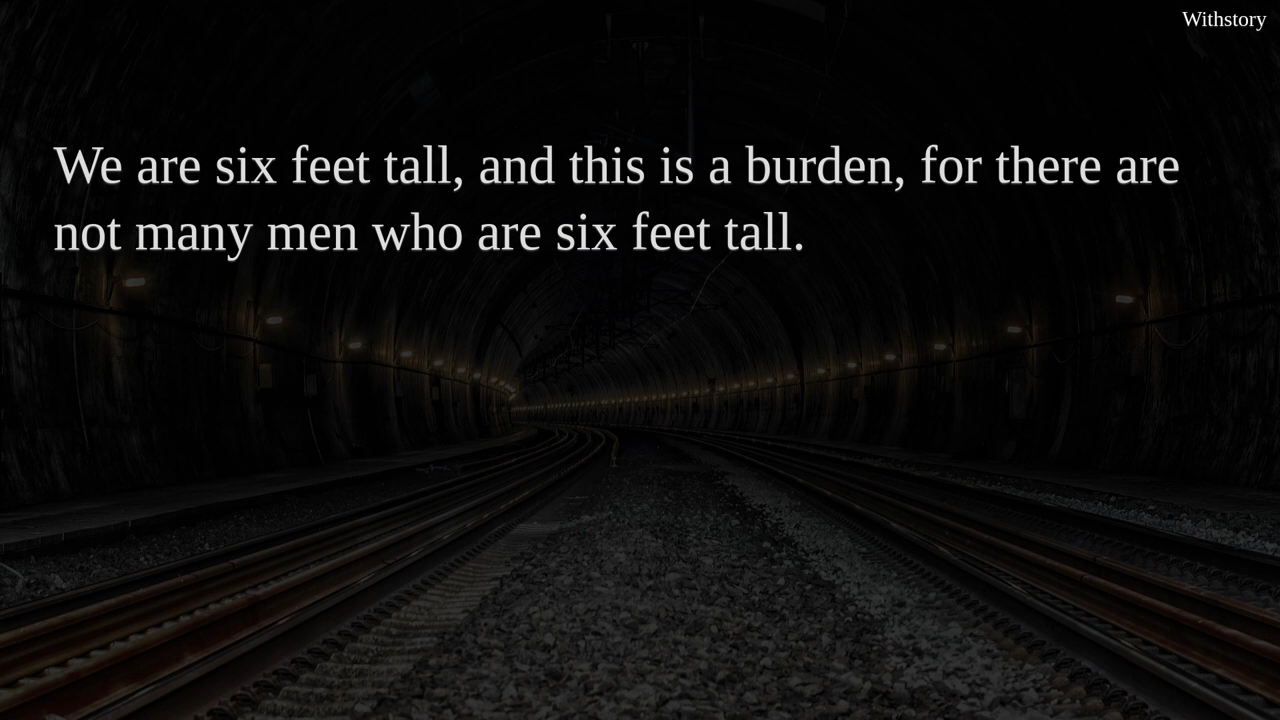 Withstory
We are six feet tall, and this is a burden, for there are
not many men who are six feet tall.